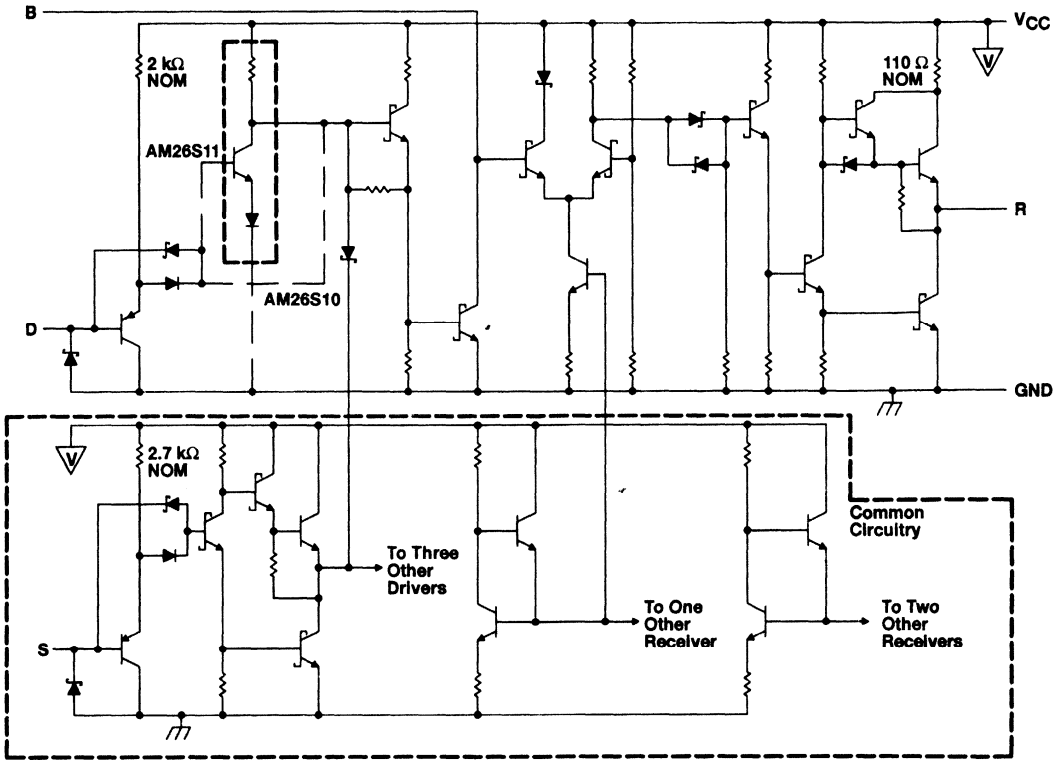 B
VCC
V
2 kΩ
NOM
110 Ω
NOM
AM26S11
R
AM26S10
D
GND
V
2.7 kΩ
NOM
Common
Circuitry
To Three
Other
Drivers
To One
Other
Receiver
To Two
Other
Receivers
S